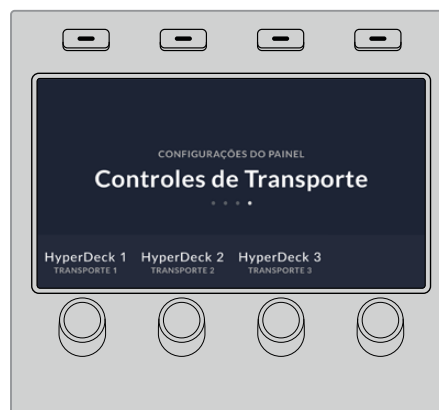 CONFIGURAÇÕES DO PAINEL
Controles de Transporte
HyperDeck 1 HyperDeck 2 HyperDeck 3
TRANSPORTE 1 TRANSPORTE 2 TRANSPORTE 3